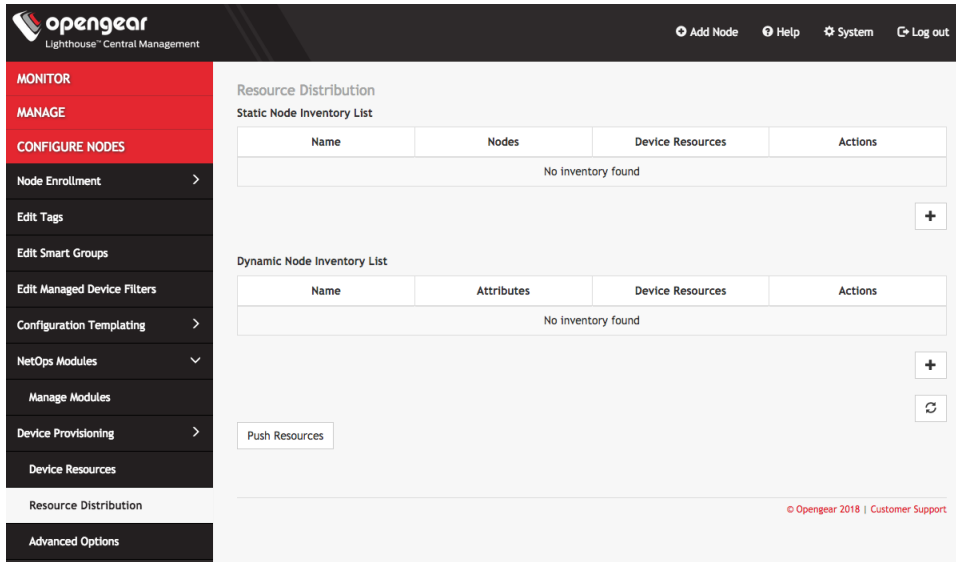 opengear
Lighthouse™ Central Management
Add Node Help System Log out
MONITOR
MANAGE
CONFIGURE NODES
Node Enrollment
Edit Tags
Edit Smart Groups
Edit Managed Device Filters
Configuration Templating
NetOps Modules
Manage Modules
Device Provisioning
Device Resources
Resource Distribution
Advanced Options
Resource Distribution
Static Node Inventory List
Name Nodes Device Resources Actions
No inventory found
Dynamic Node Inventory List
Name Attributes Device Resources Actions
No inventory found
Push Resources
© Opengear 2018 | Customer Support